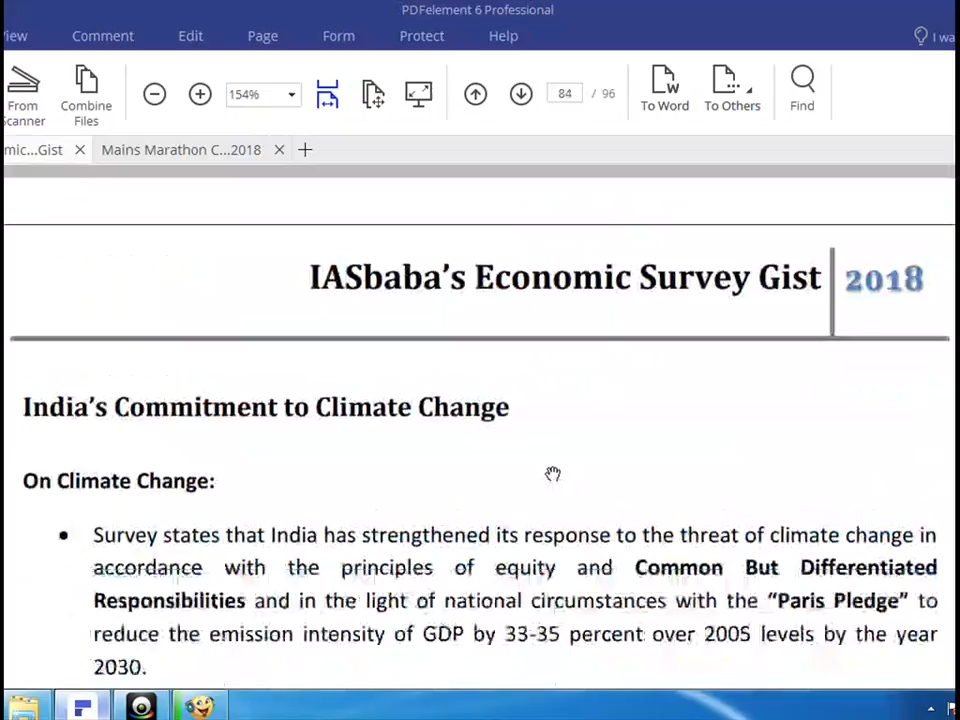 PDFelement 6 Professional
View Comment Edit Page Form Protect Help I wa
From Scanner
Combine Files
154%
84 / 96
To Word
To Others
Find
mic...Gist Mains Marathon C...2018
IASbaba's Economic Survey Gist 2018
India's Commitment to Climate Change
On Climate Change:
• Survey states that India has strengthened its response to the threat of climate change in
accordance with the principles of equity and Common But Differentiated
Responsibilities and in the light of national circumstances with the "Paris Pledge" to
reduce the emission intensity of GDP by 33-35 percent over 2005 levels by the year
2030.